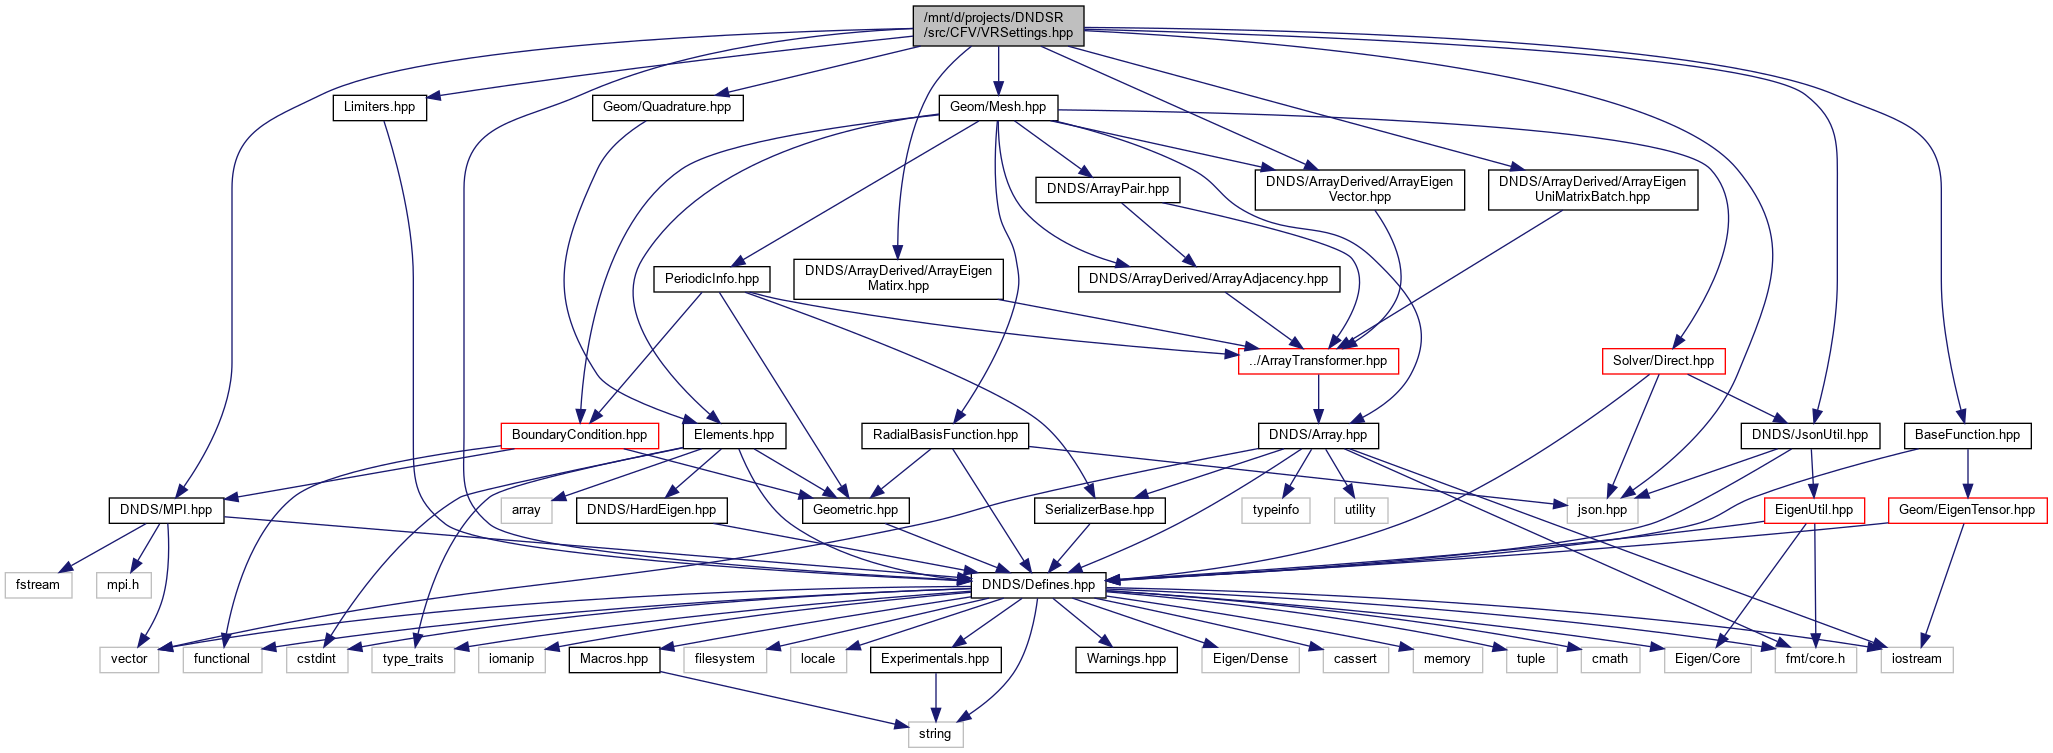 /mnt/d/projects/DNDSR
/src/CFV/VRSettings.hpp
Limiters.hpp
Geom/Quadrature.hpp
Geom/Mesh.hpp
DNDS/ArrayPair.hpp
DNDS/ArrayDerived/ArrayEigen
Vector.hpp
DNDS/ArrayDerived/ArrayEigen
UniMatrixBatch.hpp
PeriodicInfo.hpp
DNDS/ArrayDerived/ArrayEigen
Matirx.hpp
DNDS/ArrayDerived/ArrayAdjacency.hpp
../ArrayTransformer.hpp
Solver/Direct.hpp
BoundaryCondition.hpp
Elements.hpp
RadialBasisFunction.hpp
DNDS/Array.hpp
DNDS/JsonUtil.hpp
BaseFunction.hpp
DNDS/MPI.hpp
array
DNDS/HardEigen.hpp
Geometric.hpp
SerializerBase.hpp
typeinfo
utility
json.hpp
EigenUtil.hpp
Geom/EigenTensor.hpp
fstream
mpi.h
DNDS/Defines.hpp
vector
functional
cstdint
type_traits
iomanip
Macros.hpp
filesystem
locale
Experimentals.hpp
Warnings.hpp
Eigen/Dense
cassert
memory
tuple
cmath
Eigen/Core
fmt/core.h
iostream
string